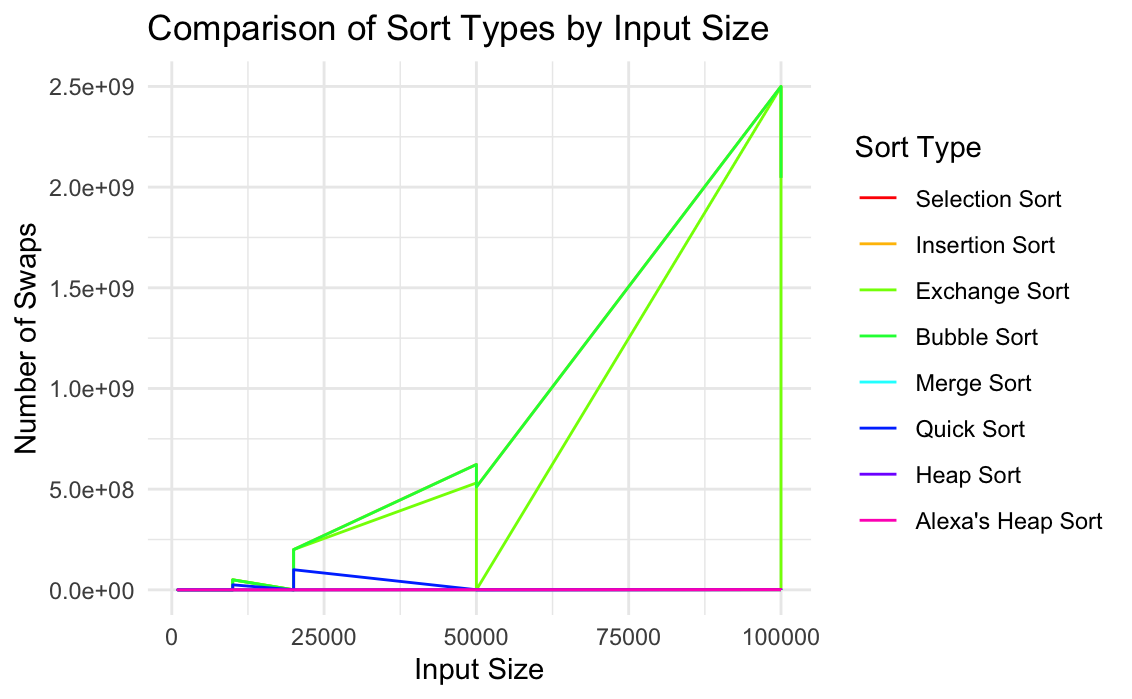 Comparison of Sort Types by Input Size
2.5e+09
2.0e+09
1.5e+09
1.0e+09
5.0e+08
0.0e+00
Number of Swaps
0 25000 50000 75000 100000
Input Size
Sort Type
Selection Sort
Insertion Sort
Exchange Sort
Bubble Sort
Merge Sort
Quick Sort
Heap Sort
Alexa's Heap Sort